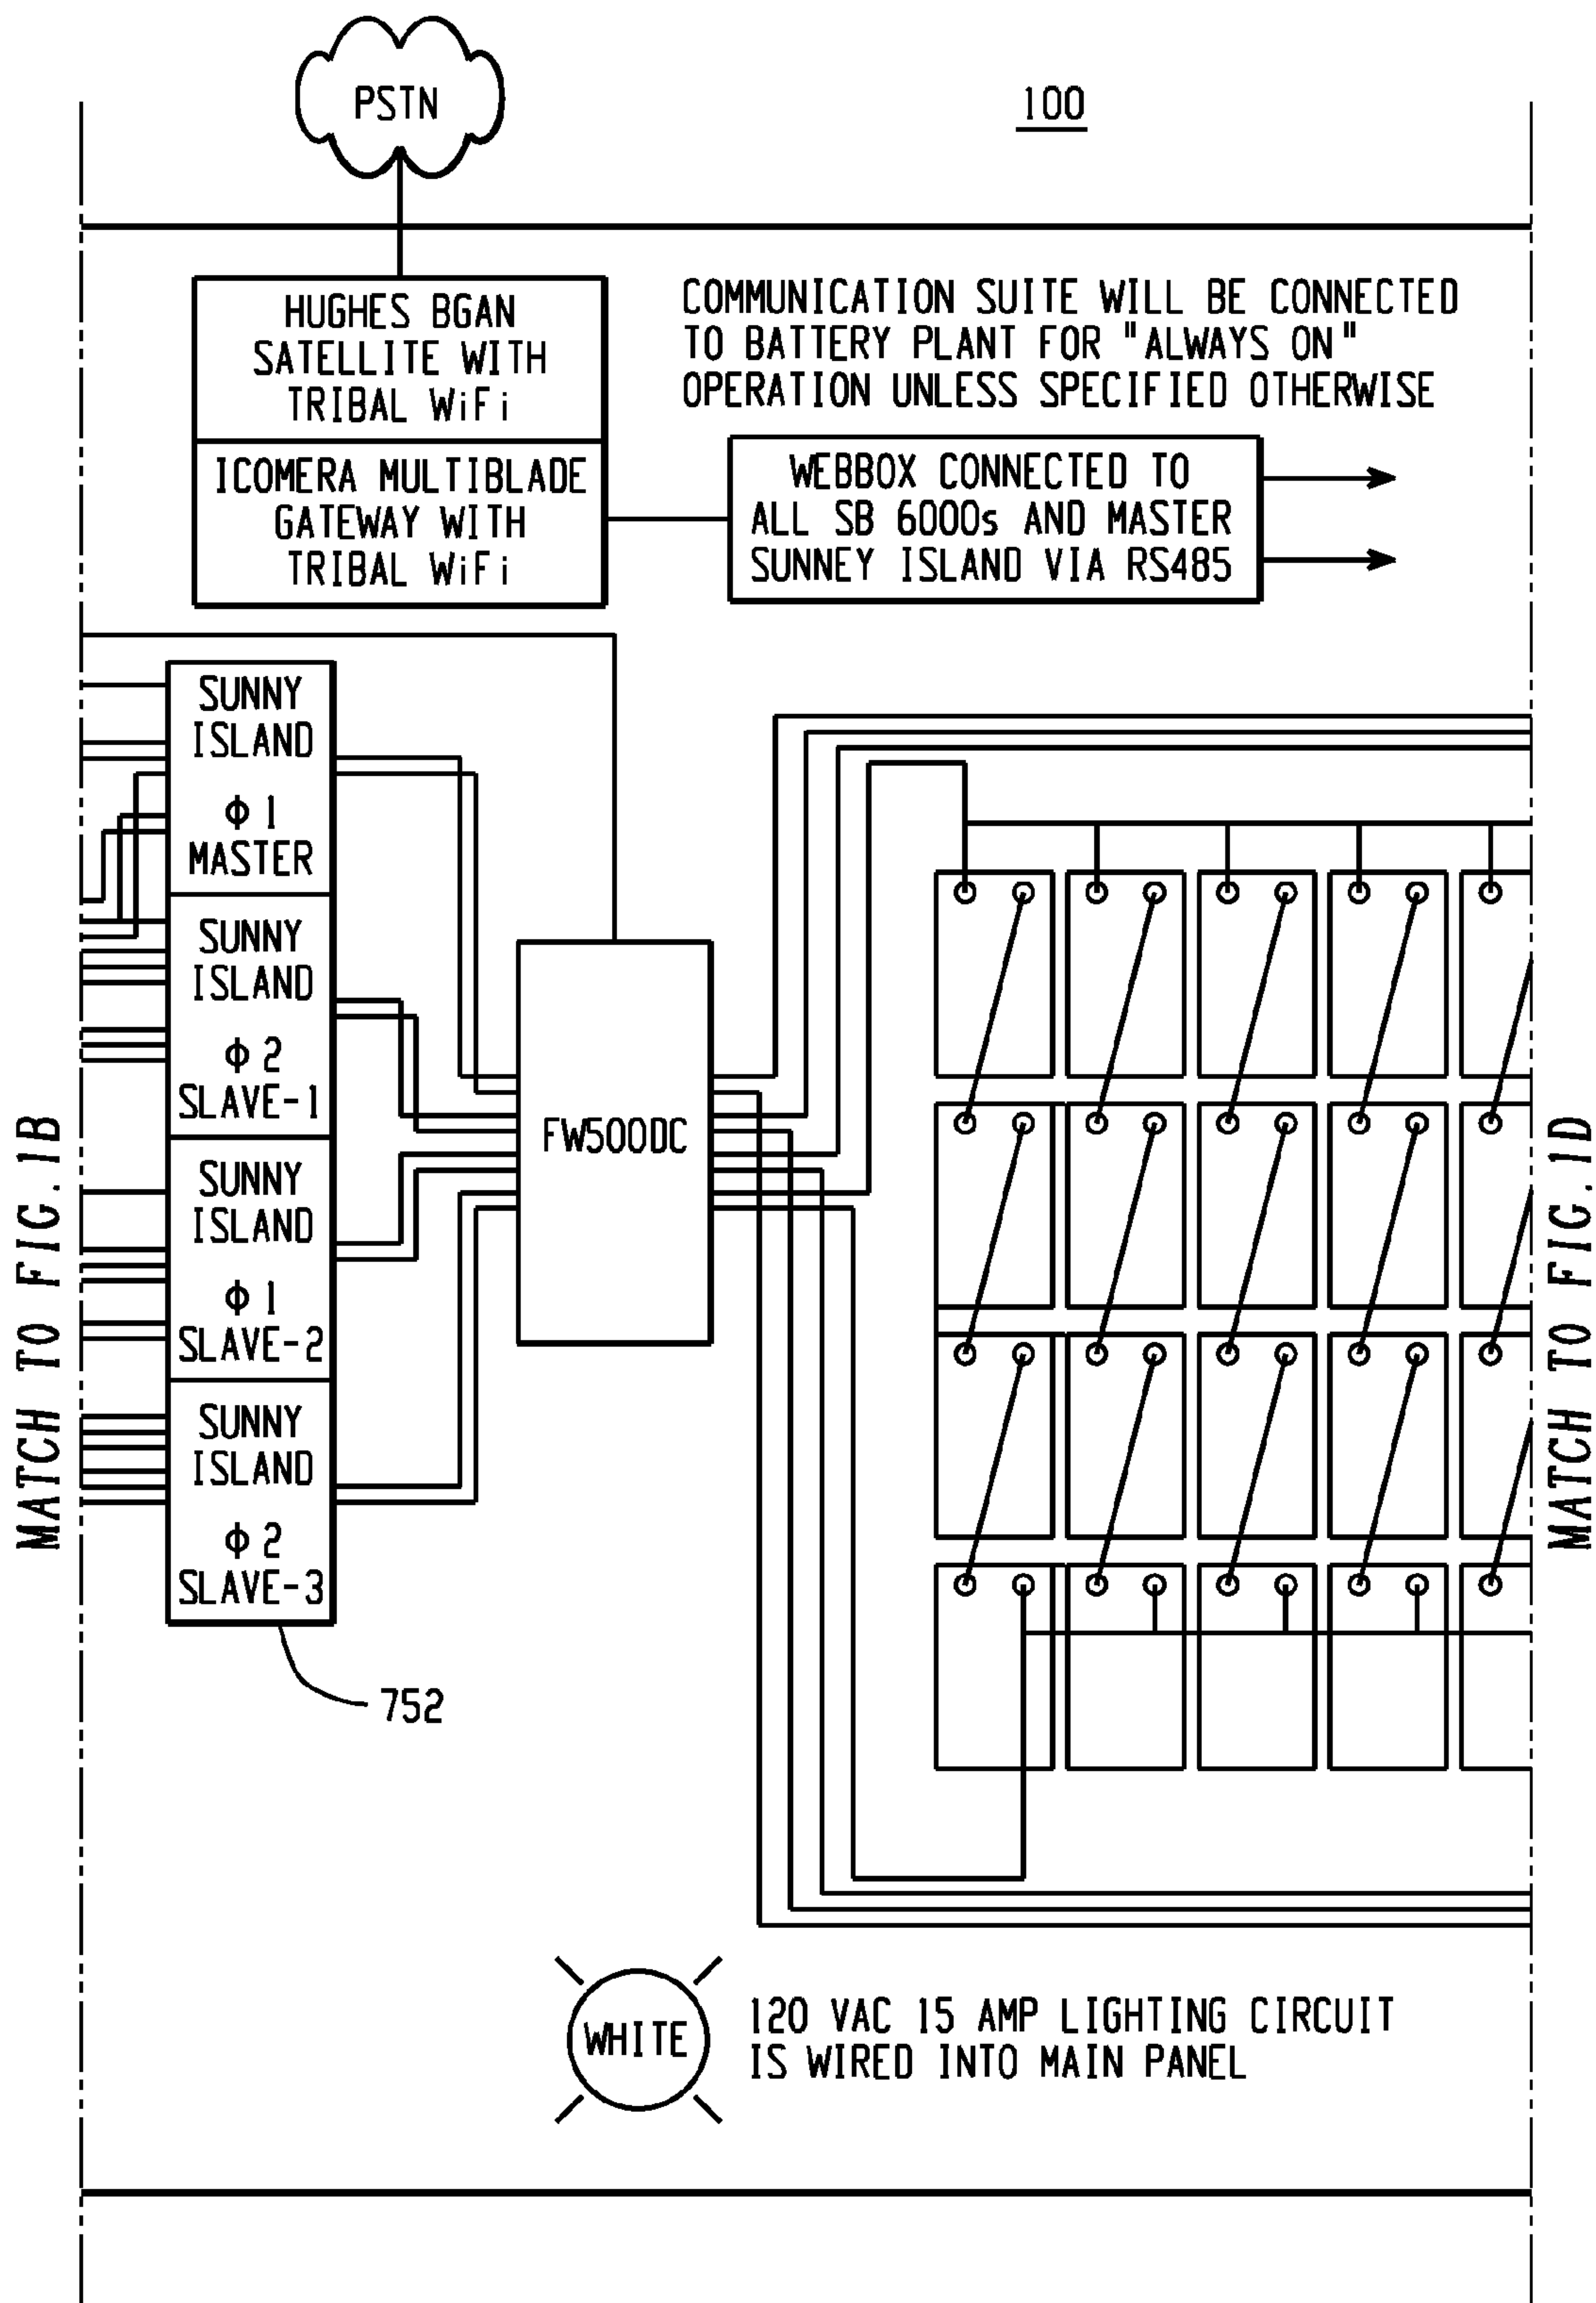 PSTN
100
HUGHES BGAN
SATELLITE WITH
TRIBAL WiFi
COMMUNICATION SUITE WILL BE CONNECTED
TO BATTERY PLANT FOR "ALWAYS ON"
OPERATION UNLESS SPECIFIED OTHERWISE
ICOMERA MULTIBLADE
GATEWAY WITH
TRIBAL WiFi
WEBBOX CONNECTED TO
ALL SB 6000s AND MASTER
SUNNEY ISLAND VIA RS485
SUNNY
ISLAND
Φ 1
MASTER
SUNNY
ISLAND
Φ 2
SLAVE-1
SUNNY
ISLAND
Φ 1
SLAVE-2
SUNNY
ISLAND
Φ 2
SLAVE-3
752
FW500DC
MATCH TO FIG.1B
MATCH TO FIG.1D
WHITE
120 VAC 15 AMP LIGHTING CIRCUIT
IS WIRED INTO MAIN PANEL